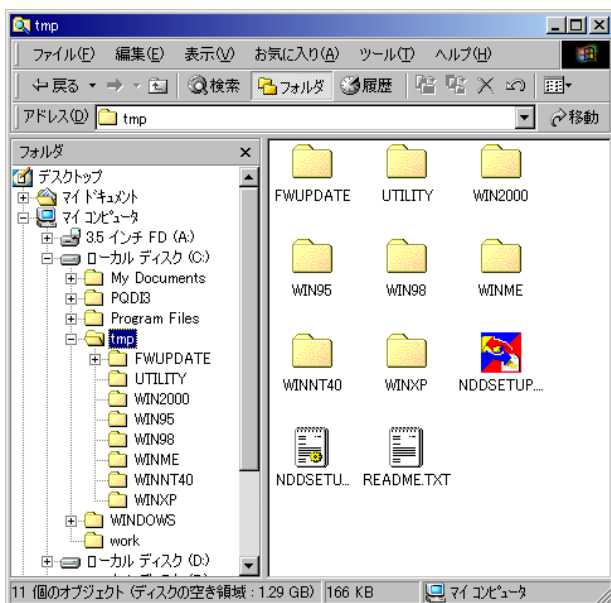 tmp
ファイル(F) 編集(E) 表示(V) お気に入り(A) ツール(T) ヘルプ(H)
戻る 検索 フォルダ 履歴
アドレス(D) tmp 移動
フォルダ
デスクトップ
マイ ドキュメント
マイ コンピュータ
3.5 インチ FD (A:)
ローカル ディスク (C:)
My Documents
PQDI3
Program Files
tmp
FWUPDATE
UTILITY
WIN2000
WIN95
WIN98
WINME
WINNT40
WINXP
WINDOWS
work
ローカル ディスク (D:)
FWUPDATE UTILITY WIN2000
WIN95 WIN98 WINME
WINNT40 WINXP NDDSETUP...
NDDSETU... README.TXT
11 個のオブジェクト (ディスクの空き領域 : 1.29 GB) 166 KB マイ コンピュータ